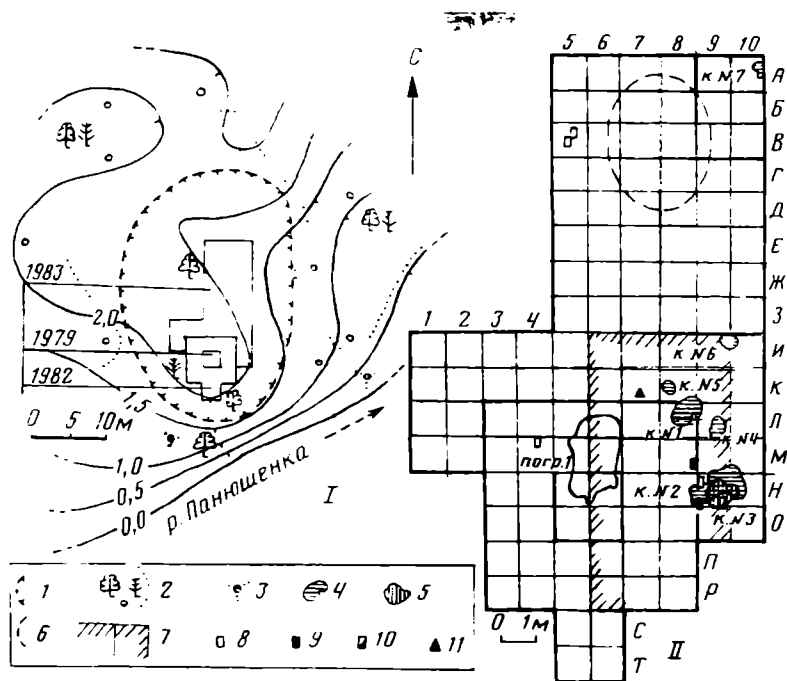 С
1983
1979
1982
2,0
1,5
0 5 10м
1,0
0,5
0,0
р. Панюшенка
I
5 6 7 8 9 10
А
Б
В
Г
Д
Е
Ж
З
И
К
Л
М
Н
О
П
Р
С
Т
1 2 3 4
к.N7
к.N6
к.N5
к.N1
к.N4
погр.1
к.N2
к.N3
0 1м
II
1 2 3 4 5
6 7 8 9 10 11